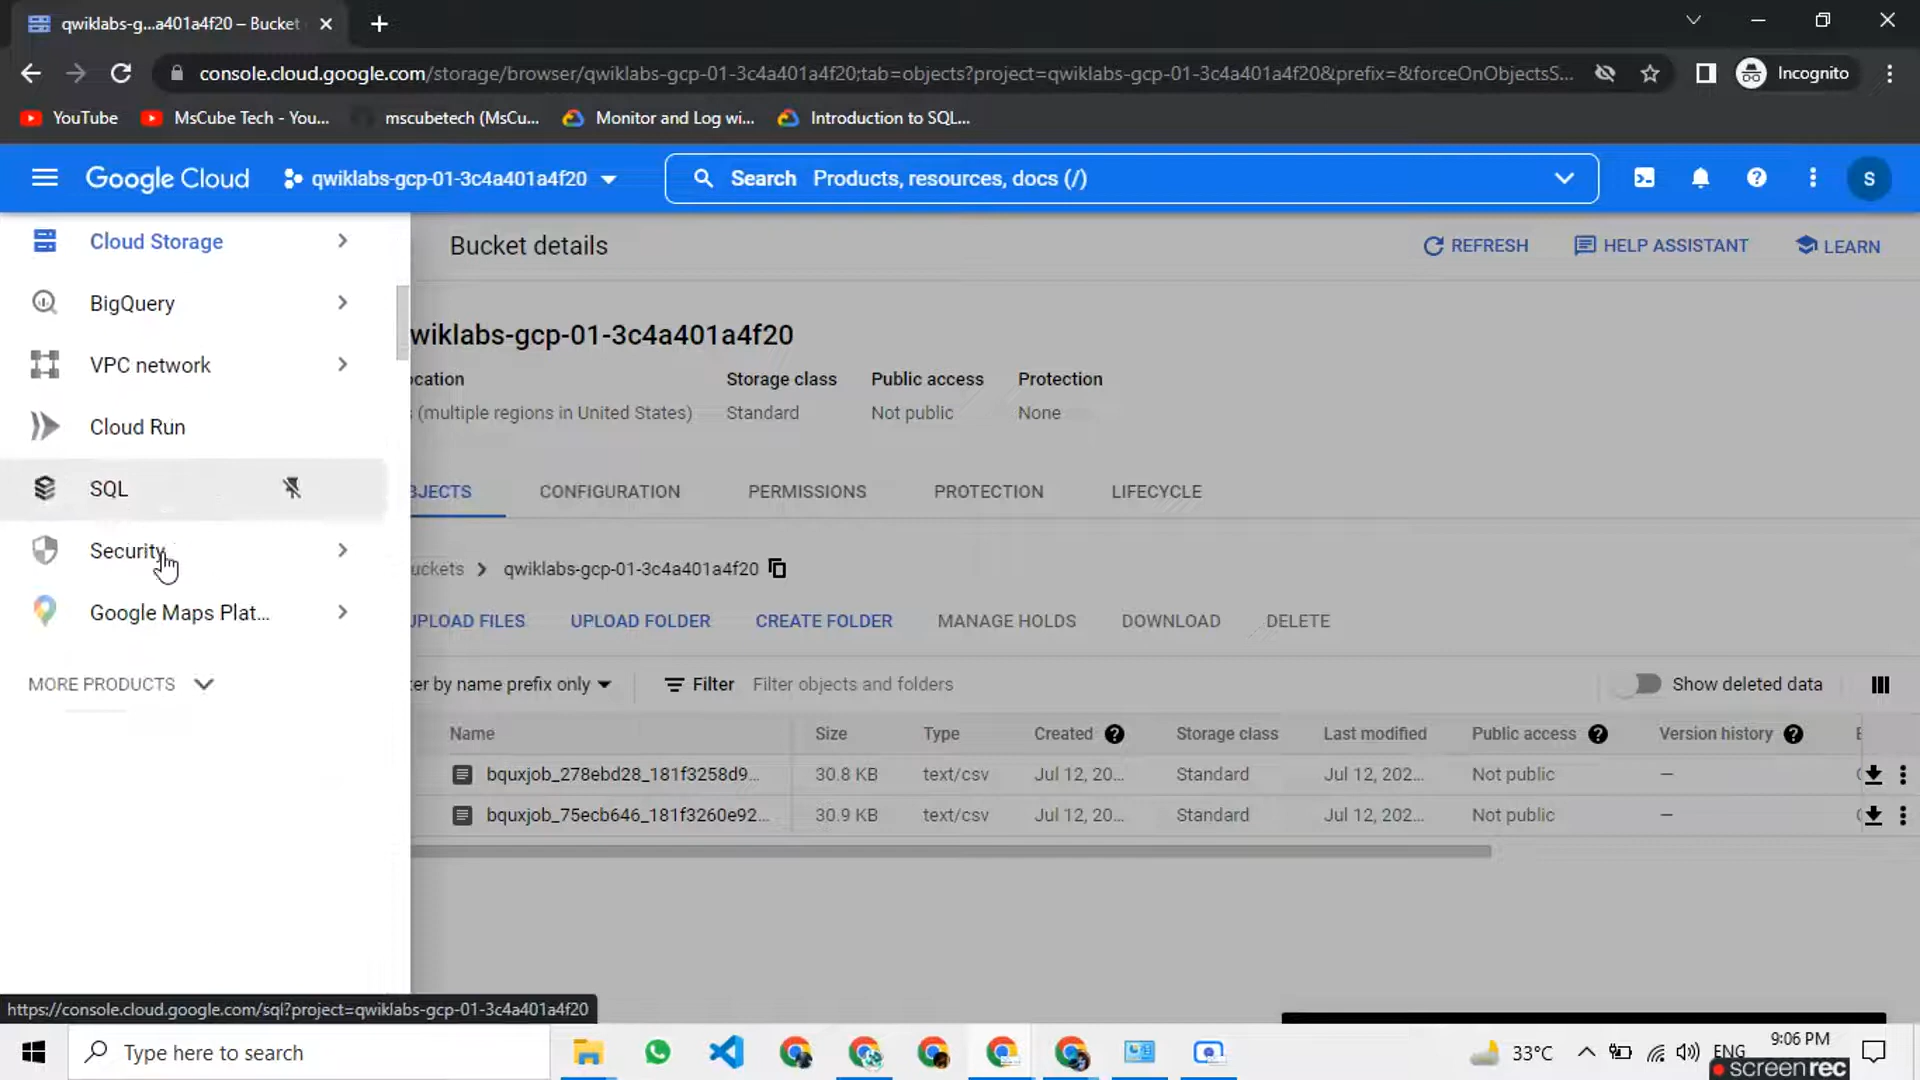 qwiklabs-g...a401a4f20 – Bucket
console.cloud.google.com/storage/browser/qwiklabs-gcp-01-3c4a401a4f20;tab=objects?project=qwiklabs-gcp-01-3c4a401a4f20&prefix=&forceOnObjectsS...
Incognito
YouTube
MsCube Tech - You...
mscubetech (MsCu...
Monitor and Log wi...
Introduction to SQL...
Google Cloud
qwiklabs-gcp-01-3c4a401a4f20
Search Products, resources, docs (/)
S
Cloud Storage
BigQuery
VPC network
Cloud Run
SQL
Security
Google Maps Plat...
MORE PRODUCTS
Bucket details
REFRESH
HELP ASSISTANT
LEARN
wiklabs-gcp-01-3c4a401a4f20
ocation
Storage class
Public access
Protection
(multiple regions in United States)
Standard
Not public
None
BJECTS
CONFIGURATION
PERMISSIONS
PROTECTION
LIFECYCLE
uckets
qwiklabs-gcp-01-3c4a401a4f20
UPLOAD FILES
UPLOAD FOLDER
CREATE FOLDER
MANAGE HOLDS
DOWNLOAD
DELETE
ter by name prefix only
Filter
Filter objects and folders
Show deleted data
Name
Size
Type
Created
Storage class
Last modified
Public access
Version history
bquxjob_278ebd28_181f3258d9...
30.8 KB
text/csv
Jul 12, 20...
Standard
Jul 12, 202...
Not public
—
bquxjob_75ecb646_181f3260e92...
30.9 KB
text/csv
Jul 12, 20...
Standard
Jul 12, 202...
Not public
—
https://console.cloud.google.com/sql?project=qwiklabs-gcp-01-3c4a401a4f20
Type here to search
33°C
ENG
9:06 PM
screenrec